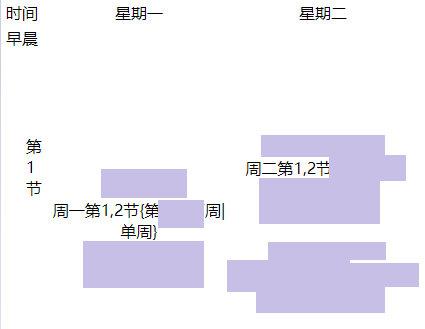 时间 星期一 星期二
早晨
第
1
节
周二第1,2节
周一第1,2节{第 周|
单周}